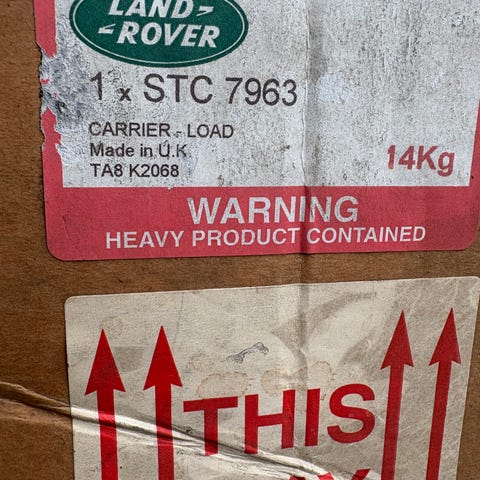 LAND-
-ROVER
1 x STC 7963
CARRIER - LOAD
Made in U.K
TA8 K2068
14Kg
WARNING
HEAVY PRODUCT CONTAINED
THIS